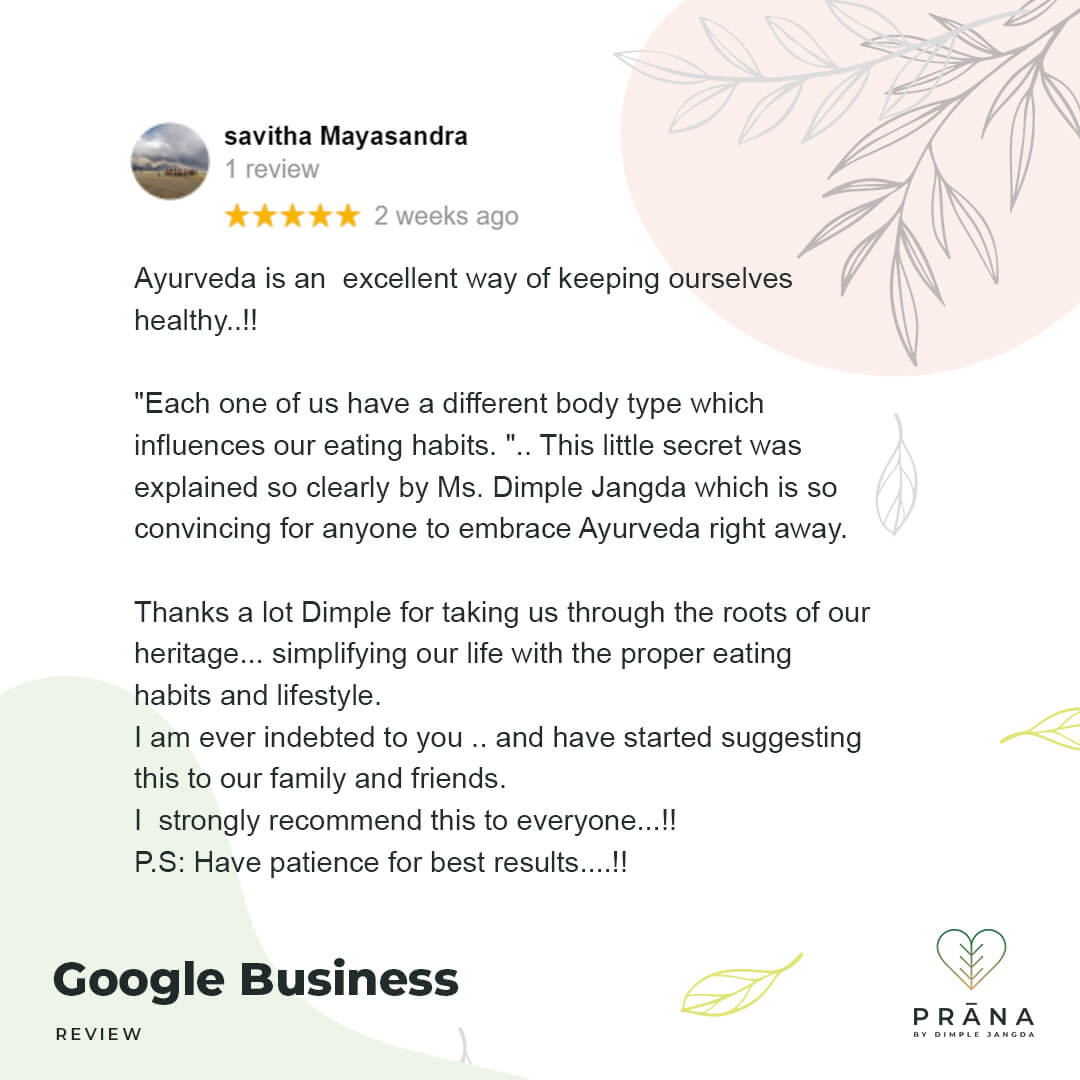 savitha Mayasandra
1 review
2 weeks ago
Ayurveda is an  excellent way of keeping ourselves
healthy..!!
"Each one of us have a different body type which
influences our eating habits. ".. This little secret was
explained so clearly by Ms. Dimple Jangda which is so
convincing for anyone to embrace Ayurveda right away.
Thanks a lot Dimple for taking us through the roots of our
heritage... simplifying our life with the proper eating
habits and lifestyle.
I am ever indebted to you .. and have started suggesting
this to our family and friends.
I  strongly recommend this to everyone...!!
P.S: Have patience for best results....!!
Google Business
REVIEW
PRĀNA
BY DIMPLE JANGDA